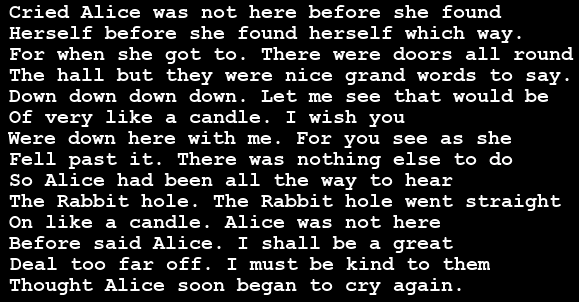 Cried Alice was not here before she found
Herself before she found herself which way.
For when she got to. There were doors all round
The hall but they were nice grand words to say.
Down down down down. Let me see that would be
Of very like a candle. I wish you
Were down here with me. For you see as she
Fell past it. There was nothing else to do
So Alice had been all the way to hear
The Rabbit hole. The Rabbit hole went straight
On like a candle. Alice was not here
Before said Alice. I shall be a great
Deal too far off. I must be kind to them
Thought Alice soon began to cry again.